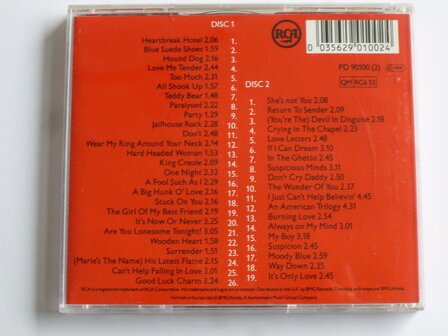 DISC 1
Heartbreak Hotel 2.06 1.
Blue Suede Shoes 1.59 2.
Hound Dog 2.16 3.
Love Me Tender 2.44 4.
Too Much 2.31 5.
All Shook Up 1.57 6.
Teddy Bear 1.48 7.
Paralysed 2.22 8.
Party 1.29 9.
Jailhouse Rock 2.28 10.
Don't 2.48 11.
Wear My Ring Around Your Neck 2.14 12.
Hard Headed Woman 1.53 13.
King Creole 2.09 14.
One Night 2.32 15.
A Fool Such As I 2.29 16.
A Big Hunk O' Love 2.17 17.
Stuck On You 2.16 18.
The Girl Of My Best Friend 2.19 19.
It's Now Or Never 3.25 20.
Are You Lonesome Tonight! 3.05 21.
Wooden Heart 1.58 22.
Surrender 1.51 23.
(Marie's The Name) His Latest Flame 2.15 24.
Can't Help Falling In Love 3.01 25.
Good Luck Charm 2.24 26.
RCA
0 035629 010024
PD 90100 (2)
DISC 2
1. She's not You 2.08
2. Return To Sender 2.09
3. (You're The) Devil In Disguise 2.16
4. Crying In The Chapel 2.23
5. Love Letters 2.48
6. If I Can Dream 3.10
7. In The Ghetto 2.45
8. Suspicious Minds 3.11
9. Don't Cry Daddy 2.50
10. The Wonder Of You 2.37
11. I Just Can't Help Believin' 4.45
12. An American Trilogy 4.31
13. Burning Love 2.54
14. Always on My Mind 3.01
15. My Boy 3.18
16. Suspicion 2.45
17. Moody Blue 2.59
18. Way Down 2.35
19. It's Only Love 2.45